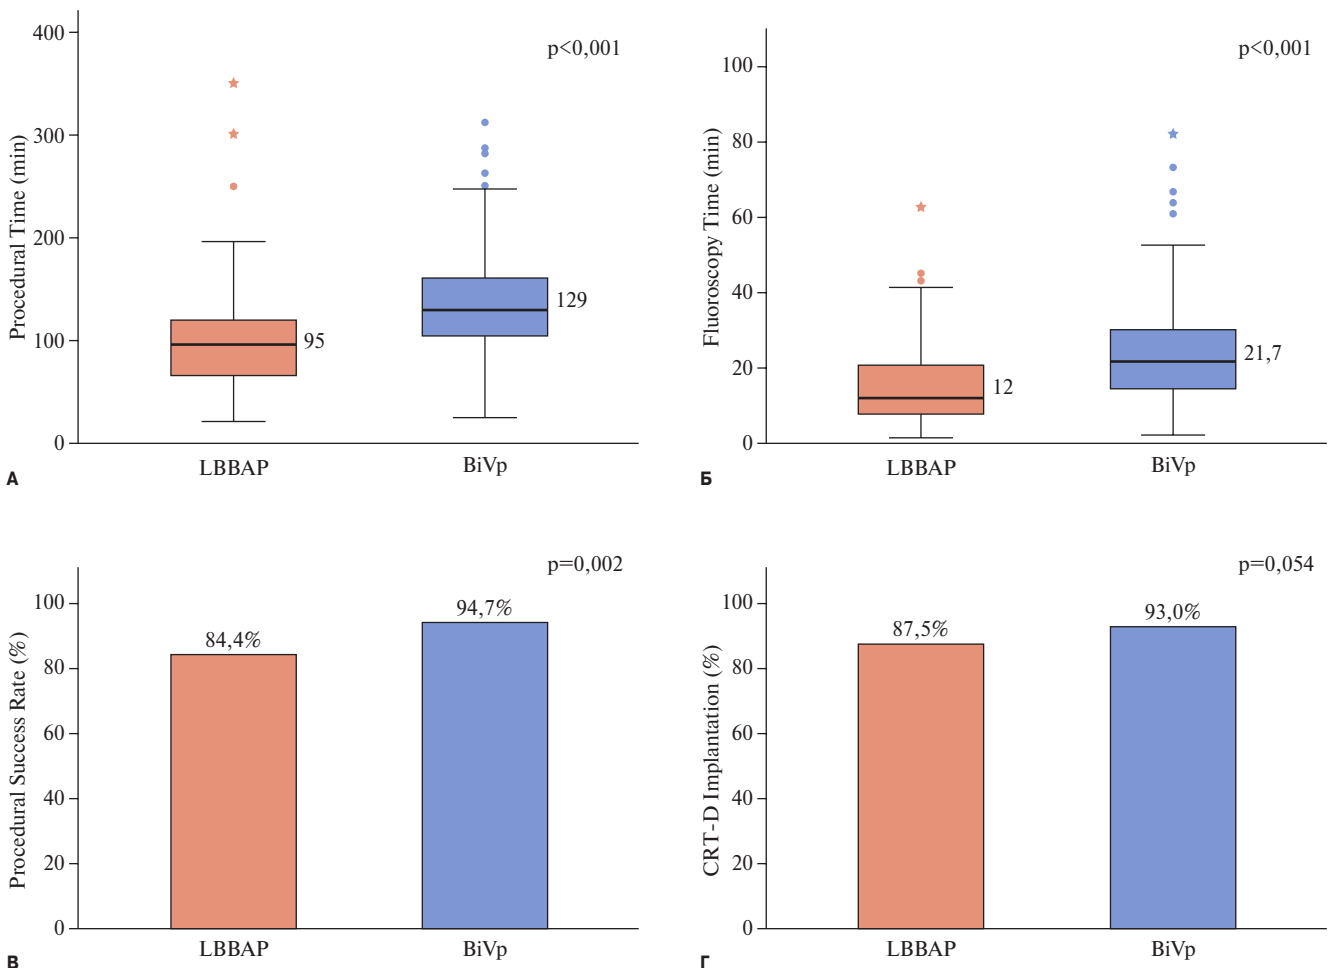 Procedural Time (min)
400
300
200
100
0
p<0,001
95
129
LBBAP
BiVp
А
Fluoroscopy Time (min)
100
80
60
40
20
0
p<0,001
12
21,7
LBBAP
BiVp
Б
Procedural Success Rate (%)
100
80
60
40
20
0
p=0,002
84,4%
94,7%
LBBAP
BiVp
В
CRT-D Implantation (%)
100
80
60
40
20
0
p=0,054
87,5%
93,0%
LBBAP
BiVp
Г